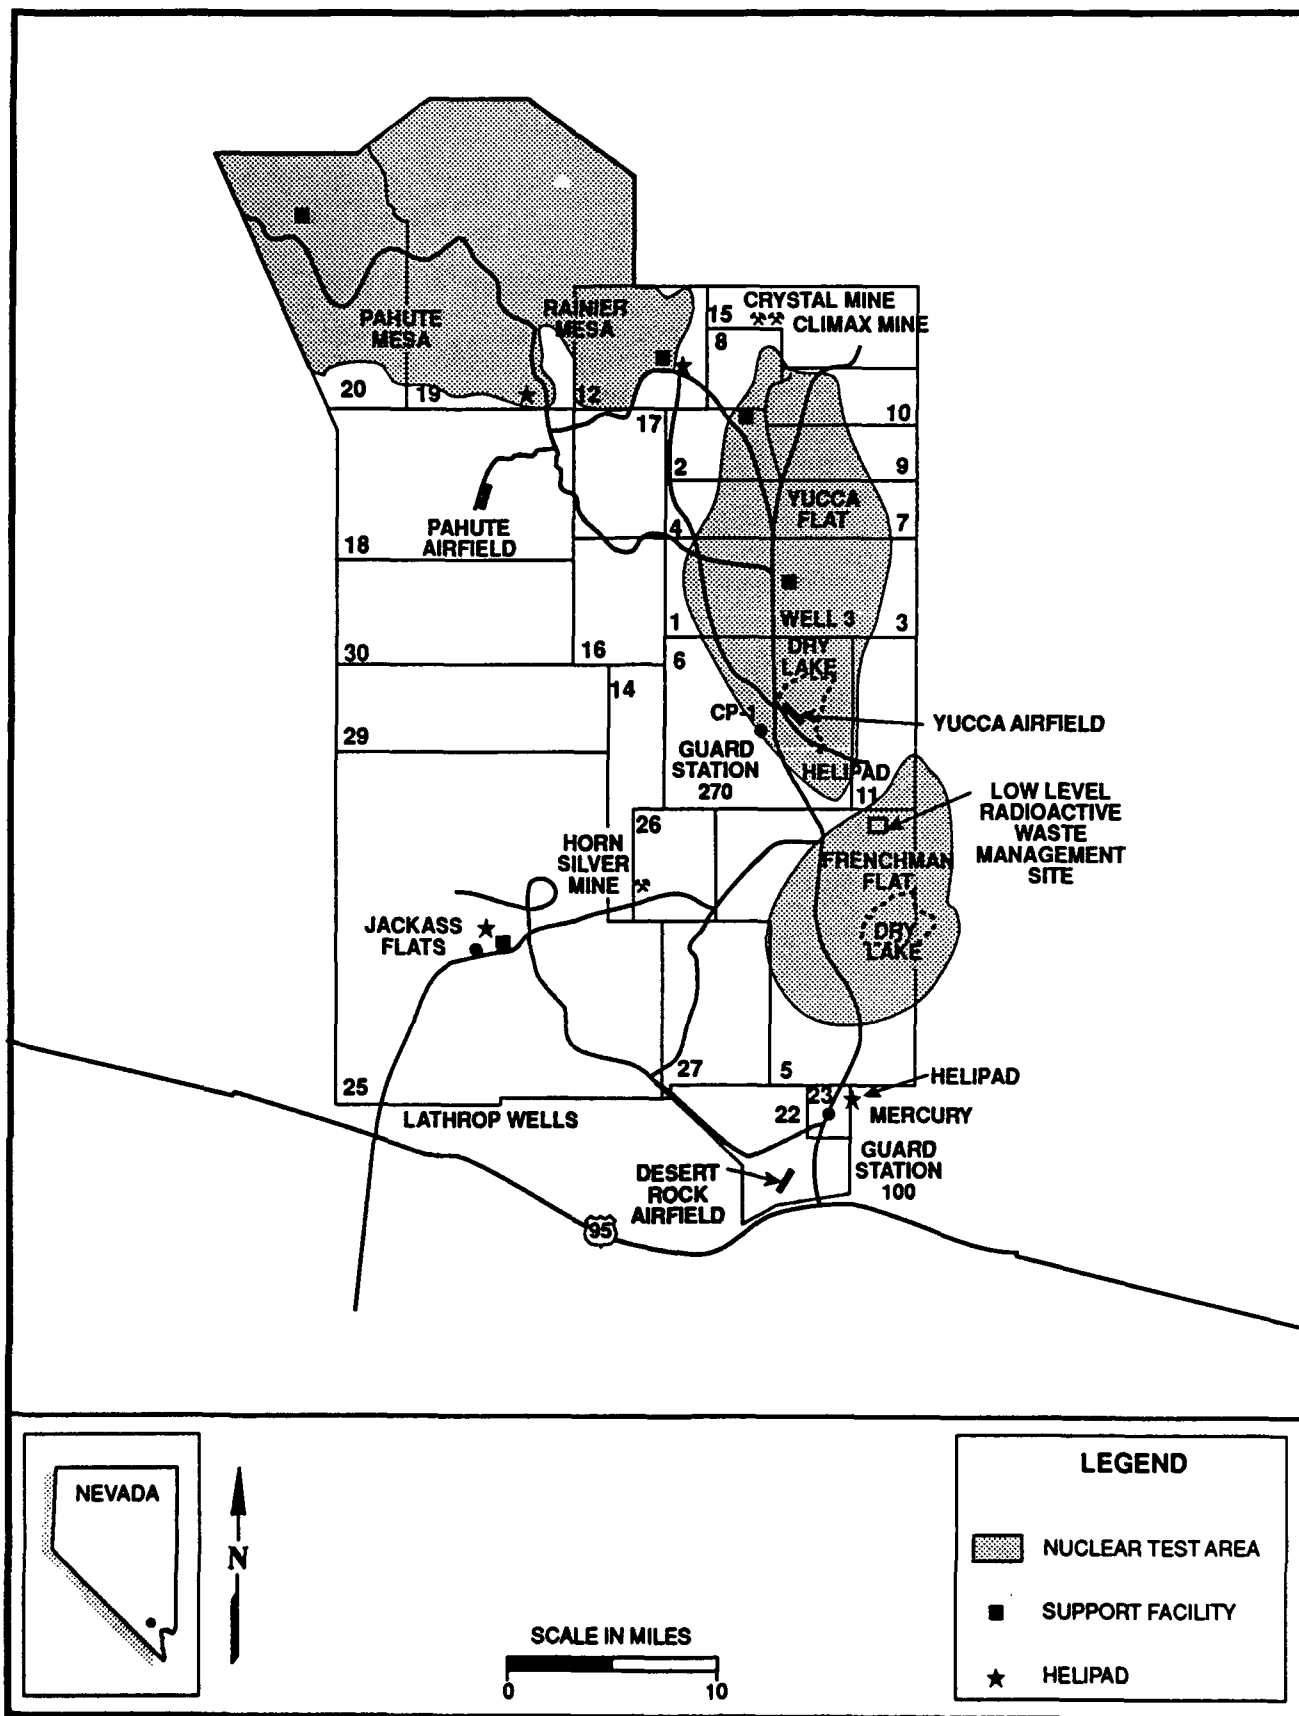 CRYSTAL MINE
15
CLIMAX MINE
8
RAINIER
MESA
PAHUTE
MESA
20
19
12
10
17
2
9
YUCCA
FLAT
4
7
PAHUTE
AIRFIELD
18
1
WELL 3
3
30
16
6
DRY
LAKE
14
CP-1
YUCCA AIRFIELD
29
GUARD
STATION
270
HELIPAD
11
LOW LEVEL
RADIOACTIVE
WASTE
MANAGEMENT
SITE
26
HORN
SILVER
MINE
FRENCHMAN
FLAT
JACKASS
FLATS
DRY
LAKE
25
27
5
HELIPAD
23
22
MERCURY
LATHROP WELLS
GUARD
STATION
100
DESERT
ROCK
AIRFIELD
95
NEVADA
N
SCALE IN MILES
0 10
LEGEND
NUCLEAR TEST AREA
SUPPORT FACILITY
HELIPAD